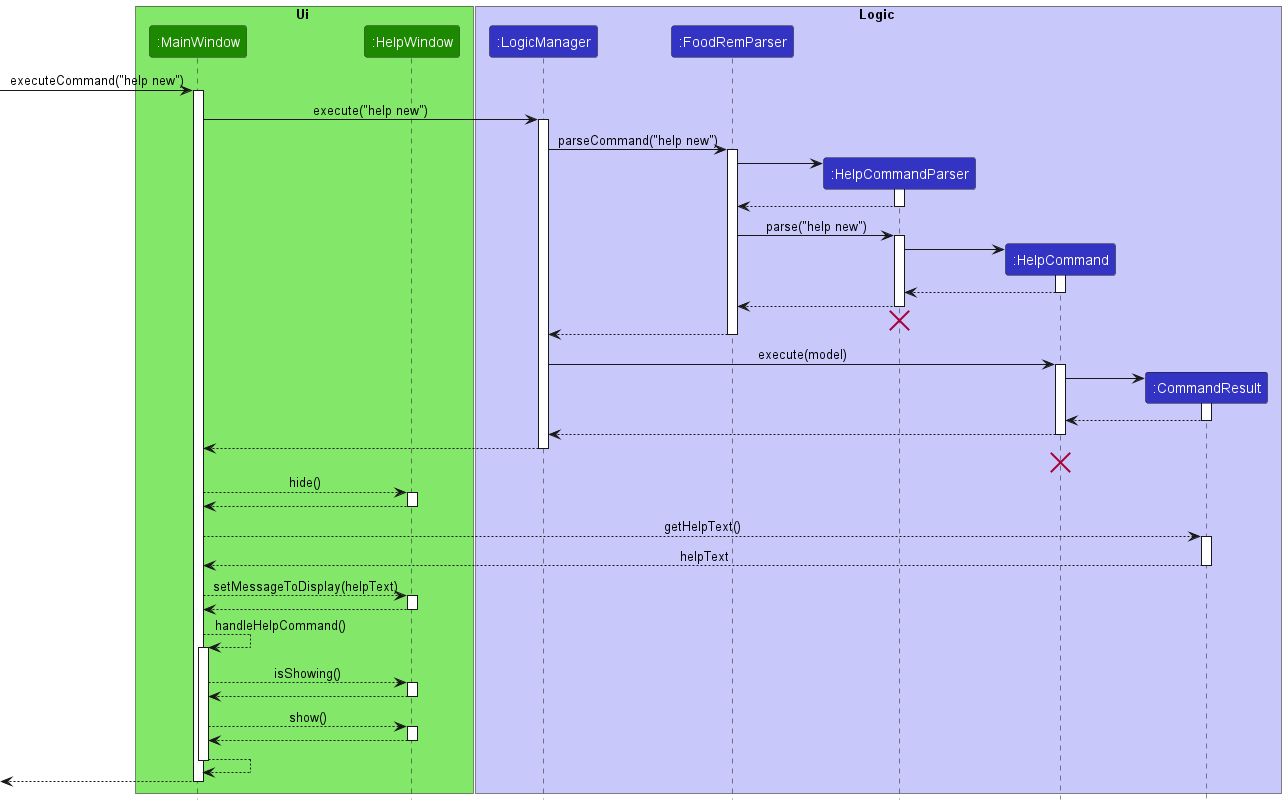 Ui
Logic
:MainWindow
:HelpWindow
:LogicManager
:FoodRemParser
executeCommand("help new")
execute("help new")
parseCommand("help new")
:HelpCommandParser
parse("help new")
:HelpCommand
execute(model)
:CommandResult
hide()
getHelpText()
helpText
setMessageToDisplay(helpText)
handleHelpCommand()
isShowing()
show()